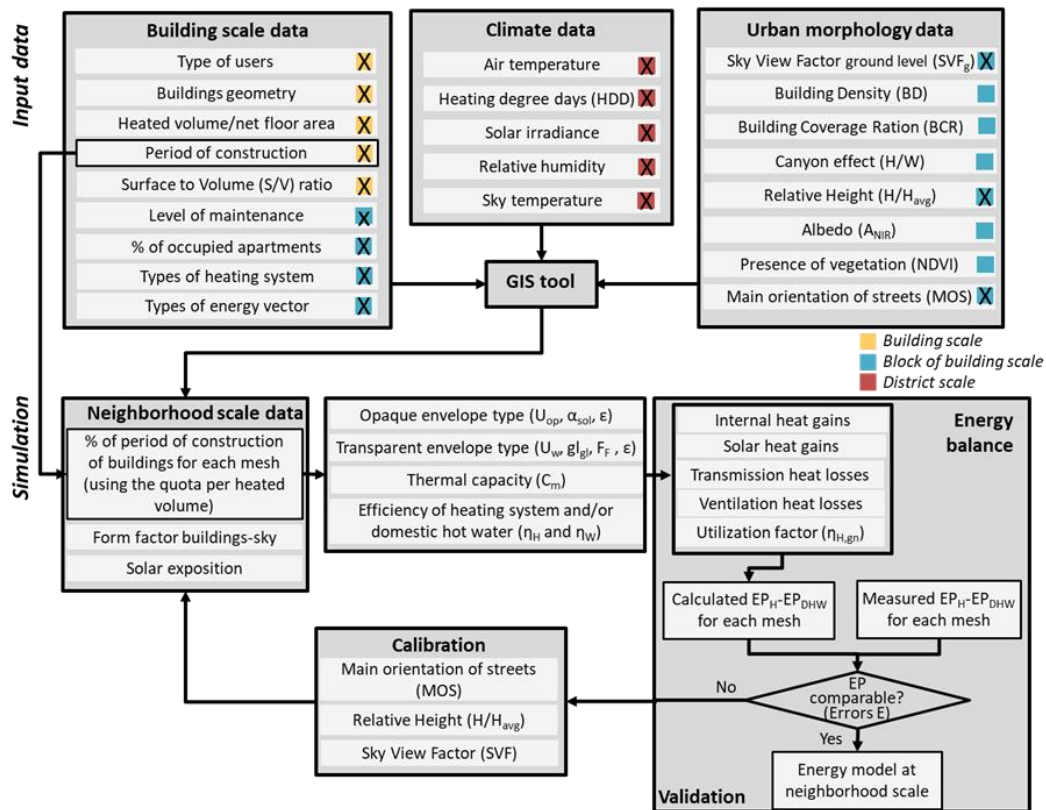 Input data
Building scale data
Type of users X
Buildings geometry X
Heated volume/net floor area X
Period of construction X
Surface to Volume (S/V) ratio X
Level of maintenance X
% of occupied apartments X
Types of heating system X
Types of energy vector X
Climate data
Air temperature X
Heating degree days (HDD) X
Solar irradiance X
Relative humidity X
Sky temperature X
Urban morphology data
Sky View Factor ground level (SVFg) X
Building Density (BD)
Building Coverage Ration (BCR)
Canyon effect (H/W)
Relative Height (H/Havg) X
Albedo (ANIR)
Presence of vegetation (NDVI)
Main orientation of streets (MOS) X
GIS tool
Building scale
Block of building scale
District scale
Simulation
Neighborhood scale data
% of period of construction
of buildings for each mesh
(using the quota per heated
volume)
Form factor buildings-sky
Solar exposition
Opaque envelope type (Uop, αsol, ε)
Transparent envelope type (Uw, glgl, FF , ε)
Thermal capacity (Cm)
Efficiency of heating system and/or
domestic hot water (ηH and ηW)
Energy
balance
Internal heat gains
Solar heat gains
Transmission heat losses
Ventilation heat losses
Utilization factor (ηH,gn)
Calculated EPH-EPDHW
for each mesh
Measured EPH-EPDHW
for each mesh
EP
comparable?
(Errors E)
No
Yes
Energy model at
neighborhood scale
Validation
Calibration
Main orientation of streets
(MOS)
Relative Height (H/Havg)
Sky View Factor (SVF)